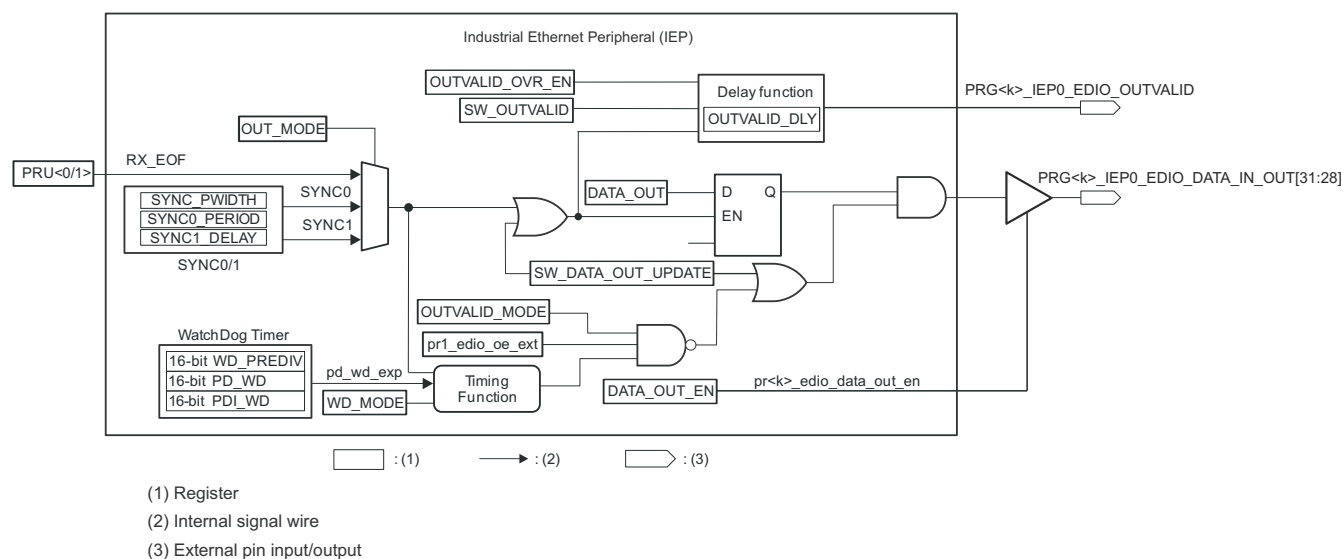 Industrial Ethernet Peripheral (IEP)
OUTVALID_OVR_EN
SW_OUTVALID
Delay function
OUTVALID_DLY
PRG<k>_IEP0_EDIO_OUTVALID
OUT_MODE
PRU<0/1>
RX_EOF
SYNC_PWIDTH
SYNC0_PERIOD
SYNC1_DELAY
SYNC0
SYNC1
SYNC0/1
DATA_OUT
D
Q
EN
PRG<k>_IEP0_EDIO_DATA_IN_OUT[31:28]
SW_DATA_OUT_UPDATE
OUTVALID_MODE
pr1_edio_oe_ext
WatchDog Timer
16-bit WD_PREDIV
16-bit PD_WD
16-bit PDI_WD
pd_wd_exp
WD_MODE
Timing
Function
DATA_OUT_EN
pr<k>_edio_data_out_en
: (1)
: (2)
: (3)
(1) Register
(2) Internal signal wire
(3) External pin input/output